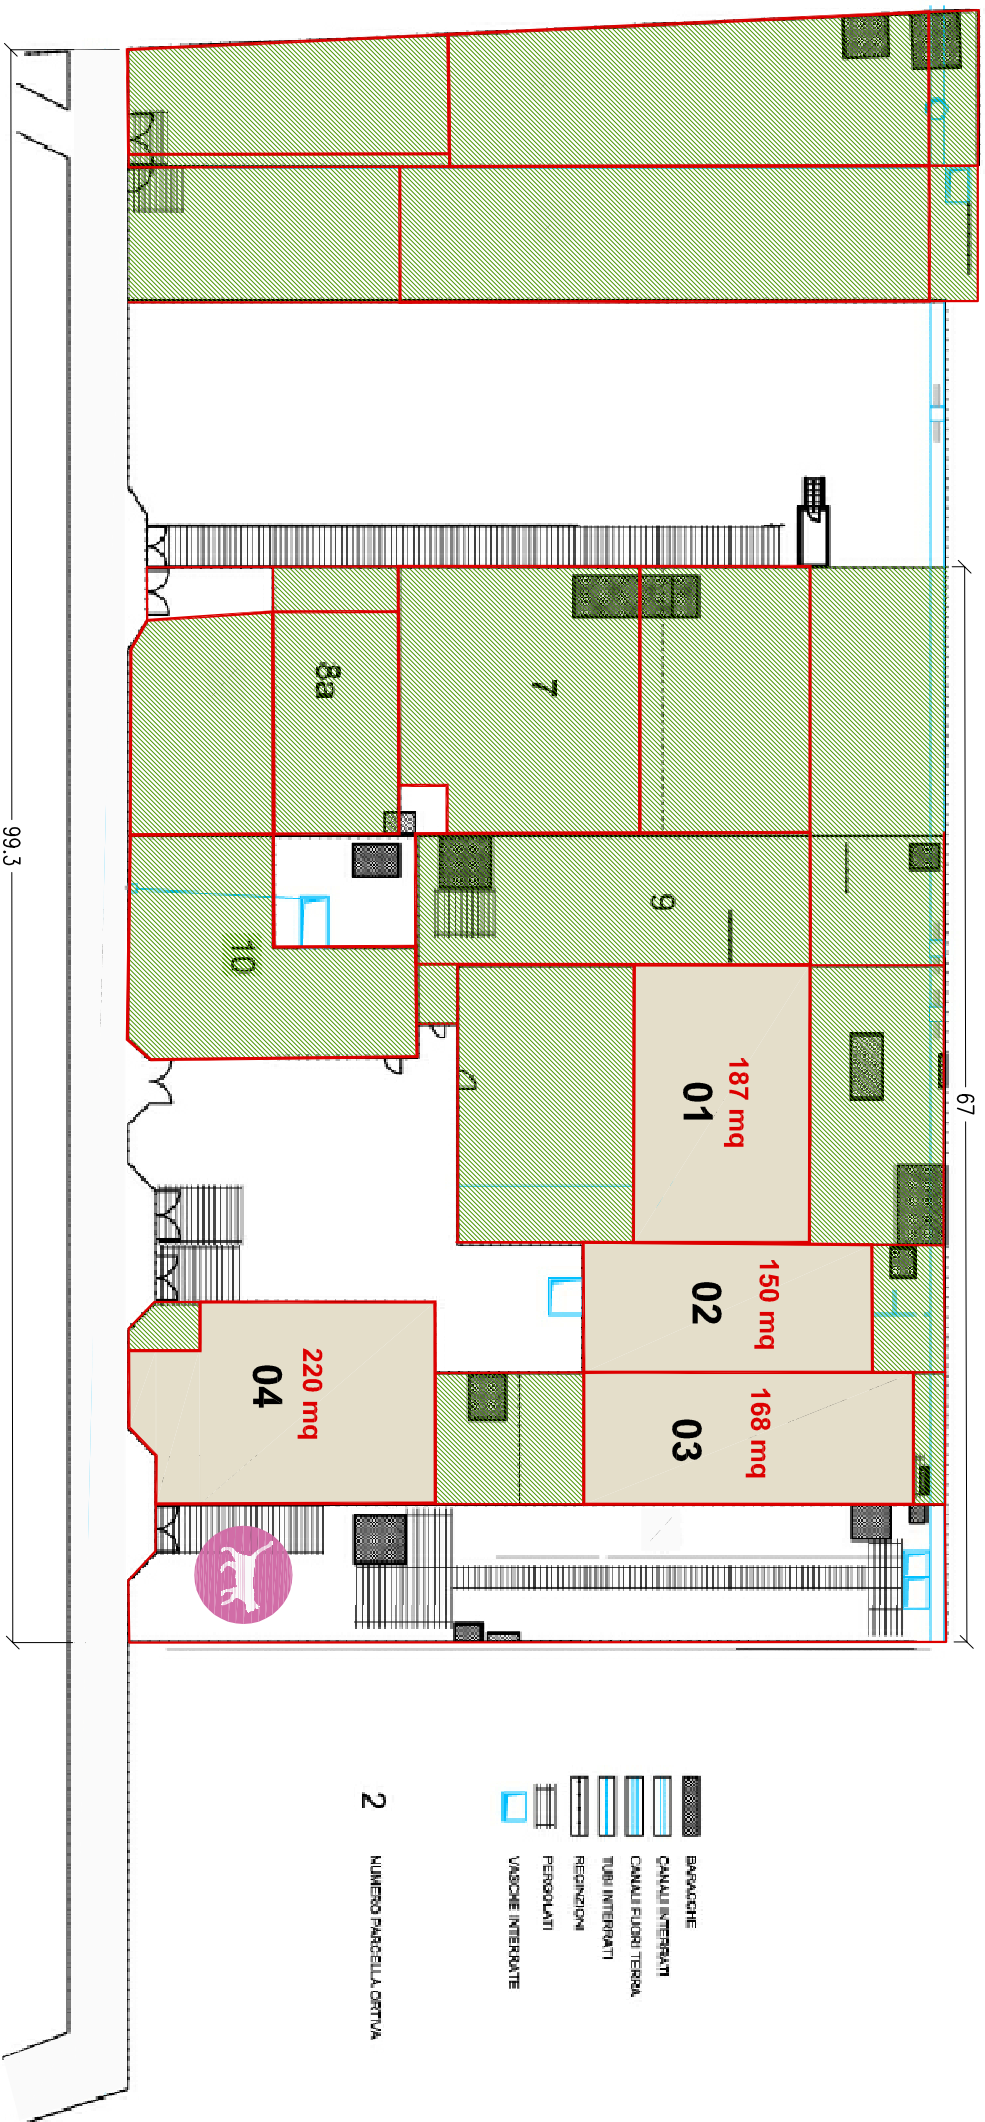 99.3
67
8a
7
9
10
187 mq
01
150 mq
02
168 mq
03
220 mq
04
BARACCHE
CANALI INTERRATI
CANALI FUORI TERRA
TUBI INTERRATI
RECINZIONI
PERGOLATI
VASCHE INTERRATE
2 NUMERO PARCELLA ORTIVA